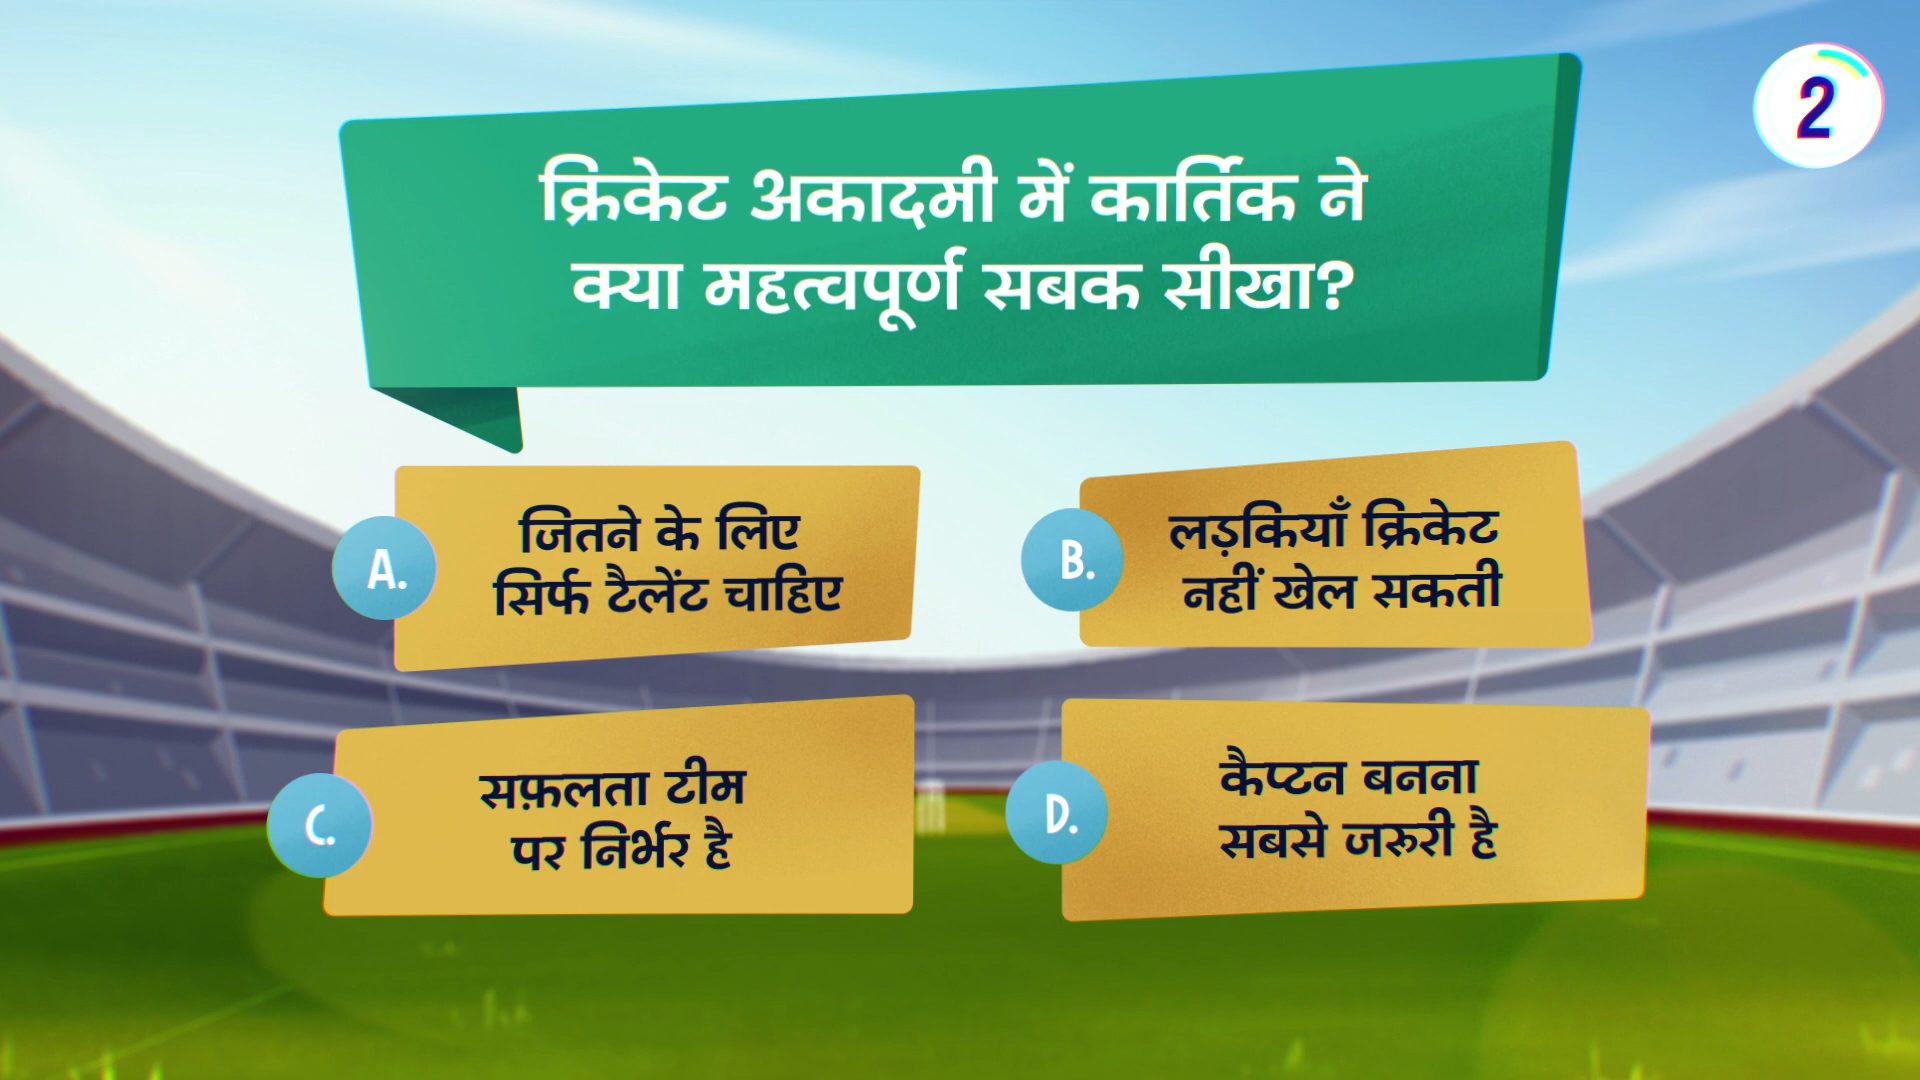 2
क्रिकेट अकादमी में कार्तिक ने
क्या महत्वपूर्ण सबक सीखा?
A.
जितने के लिए
सिर्फ टैलेंट चाहिए
B.
लड़कियाँ क्रिकेट
नहीं खेल सकती
C.
सफ़लता टीम
पर निर्भर है
D.
कैप्टन बनना
सबसे जरुरी है